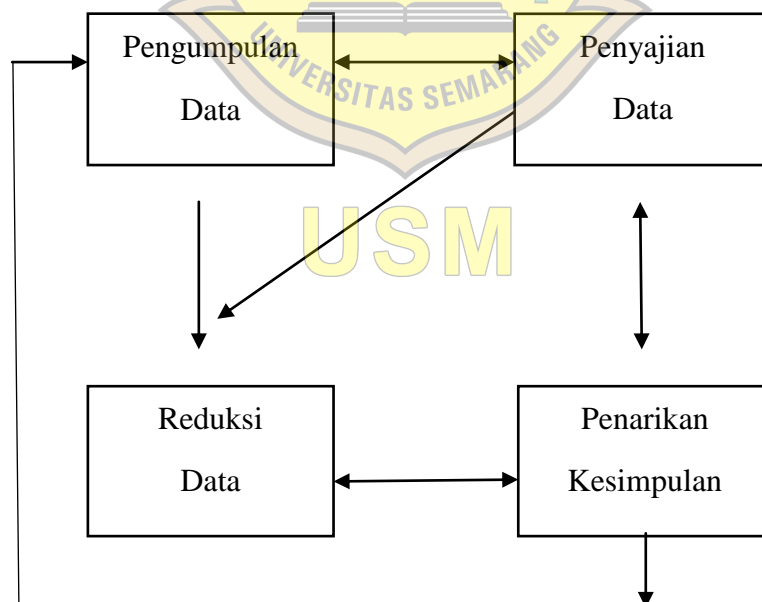 Pengumpulan
Data
Penyajian
Data
UNIVERSITAS SEMARANG
USM
Reduksi
Data
Penarikan
Kesimpulan